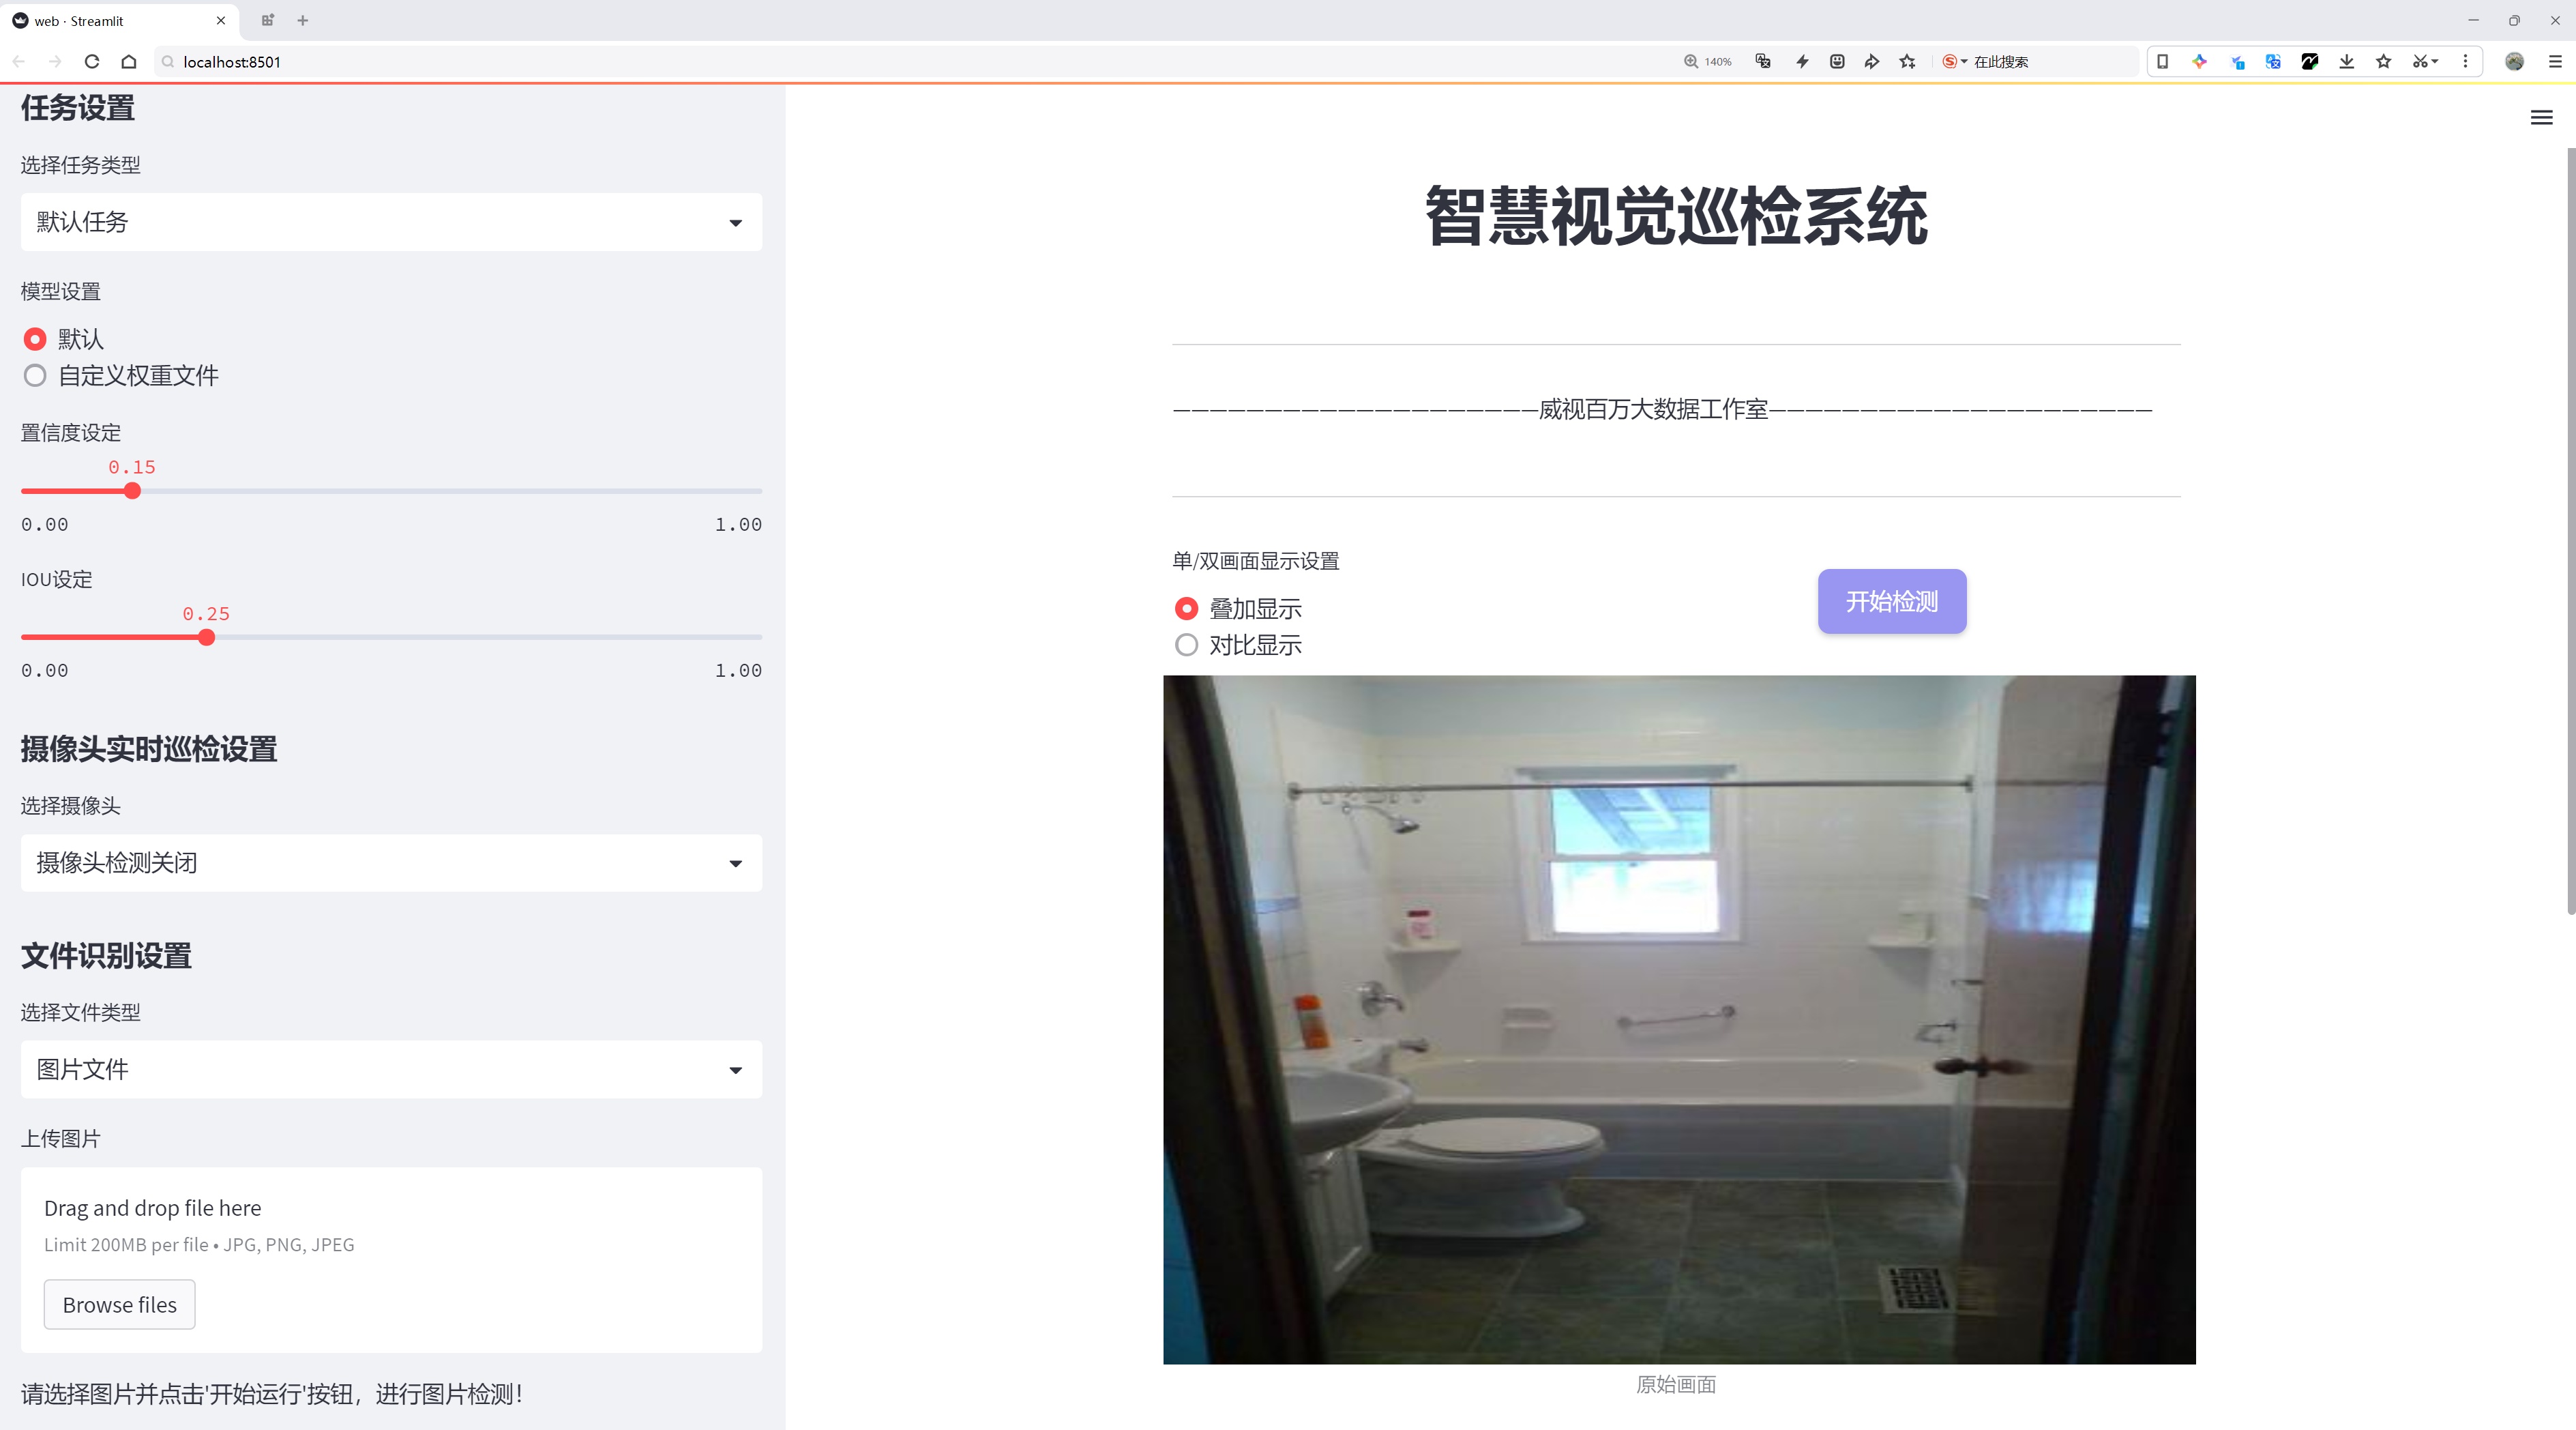 web · Streamlit
localhost:8501
140%
在此搜索
任务设置
选择任务类型
默认任务
模型设置
默认
自定义权重文件
置信度设定
0.15
0.00 1.00
IOU设定
0.25
0.00 1.00
摄像头实时巡检设置
选择摄像头
摄像头检测关闭
文件识别设置
选择文件类型
图片文件
上传图片
Drag and drop file here
Limit 200MB per file • JPG, PNG, JPEG
Browse files
请选择图片并点击'开始运行'按钮，进行图片检测！
智慧视觉巡检系统
————————————————————威视百万大数据工作室—————————————————————
单/双画面显示设置
叠加显示
对比显示
开始检测
原始画面